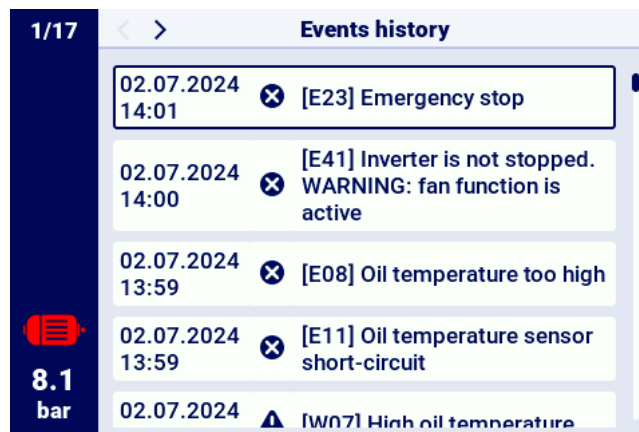 1/17
Events history
02.07.2024
14:01
[E23] Emergency stop
02.07.2024
14:00
[E41] Inverter is not stopped.
WARNING: fan function is
active
02.07.2024
13:59
[E08] Oil temperature too high
02.07.2024
13:59
[E11] Oil temperature sensor
short-circuit
02.07.2024
[W07] High oil temperature
8.1
bar